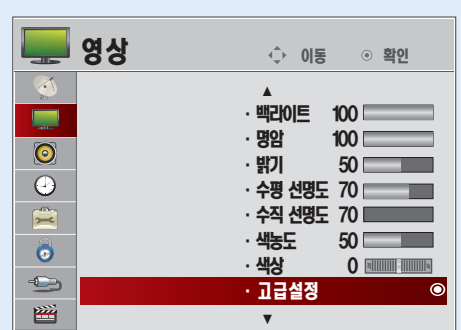 영상 이동 확인
▲
· 백라이트 100
· 명암 100
· 밝기 50
· 수평 선명도 70
· 수직 선명도 70
· 색농도 50
· 색상 0
· 고급설정
▼